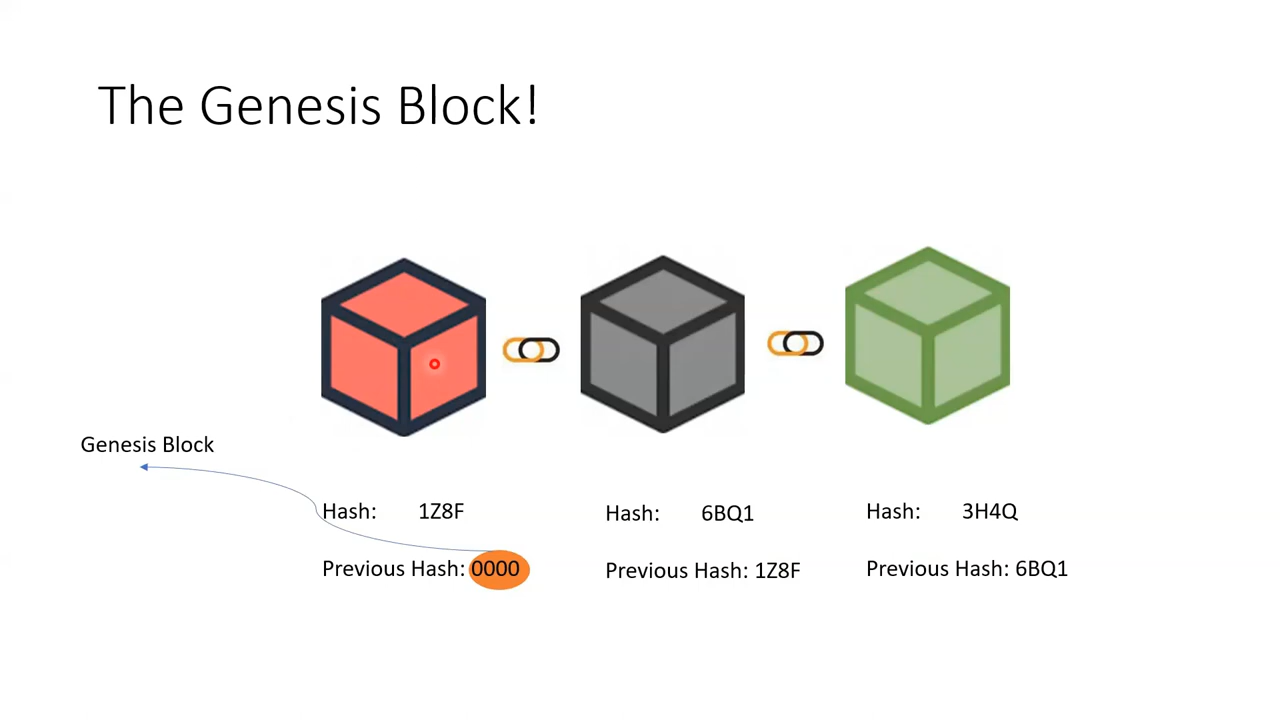 The Genesis Block!
Genesis Block
Hash: 1Z8F
Previous Hash: 0000
Hash: 6BQ1
Previous Hash: 1Z8F
Hash: 3H4Q
Previous Hash: 6BQ1